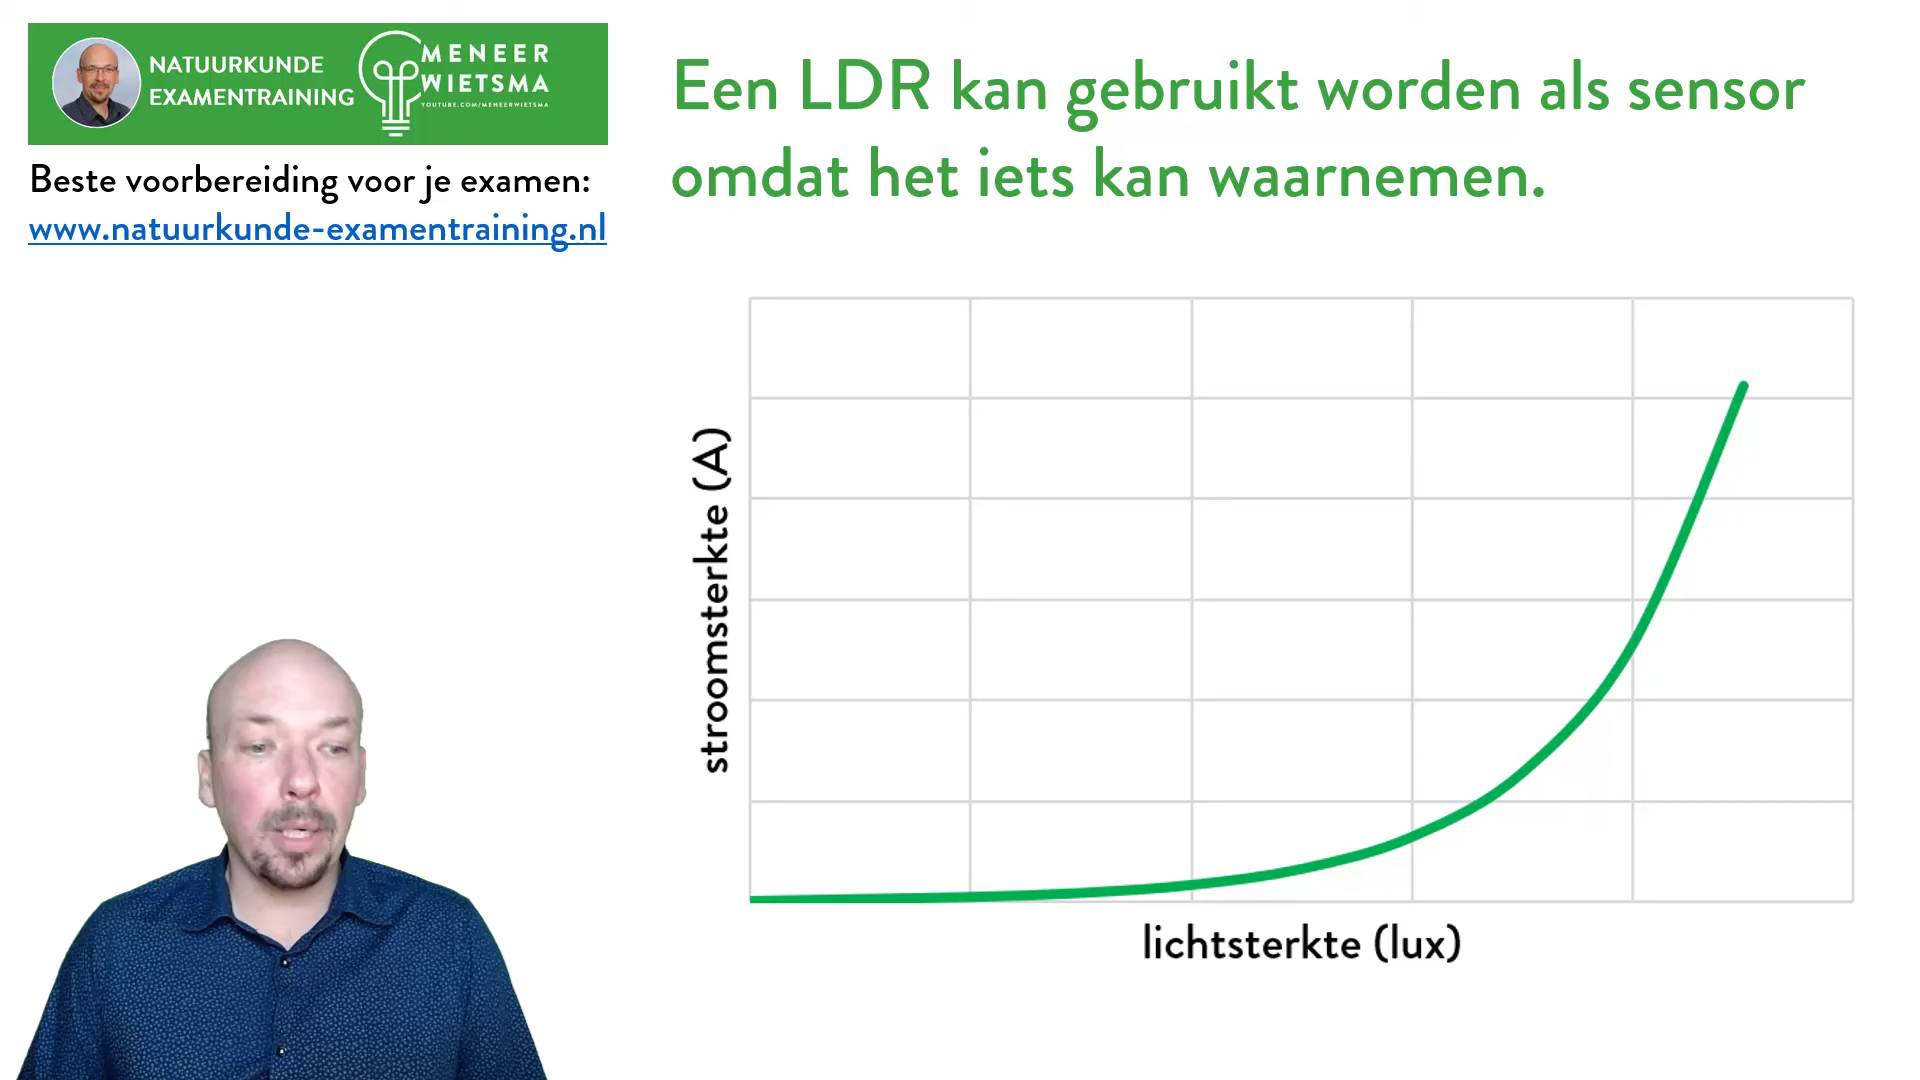 NATUURKUNDE
EXAMENTRAINING
MENEER
WIETSMA
YOUTUBE.COM/MENEERWIETSMA
Beste voorbereiding voor je examen:
www.natuurkunde-examentraining.nl
Een LDR kan gebruikt worden als sensor
omdat het iets kan waarnemen.
stroomsterkte (A)
lichtsterkte (lux)